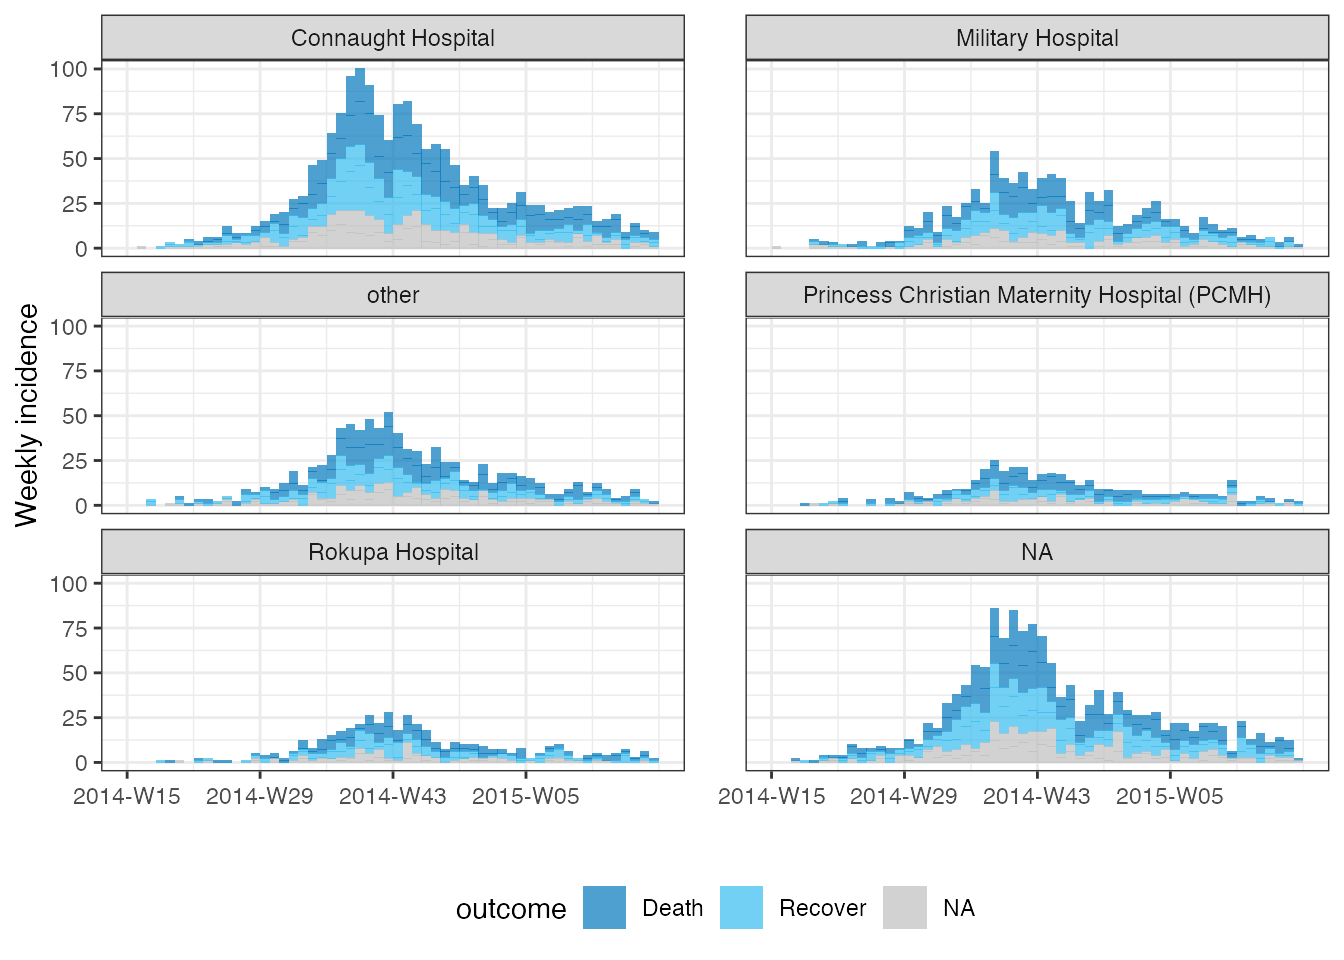 Connaught Hospital
Military Hospital
100
75
50
25
0
other
Princess Christian Maternity Hospital (PCMH)
100
75
50
25
0
Weekly incidence
Rokupa Hospital
NA
100
75
50
25
0
2014-W15 2014-W29 2014-W43 2015-W05
2014-W15 2014-W29 2014-W43 2015-W05
outcome Death Recover NA